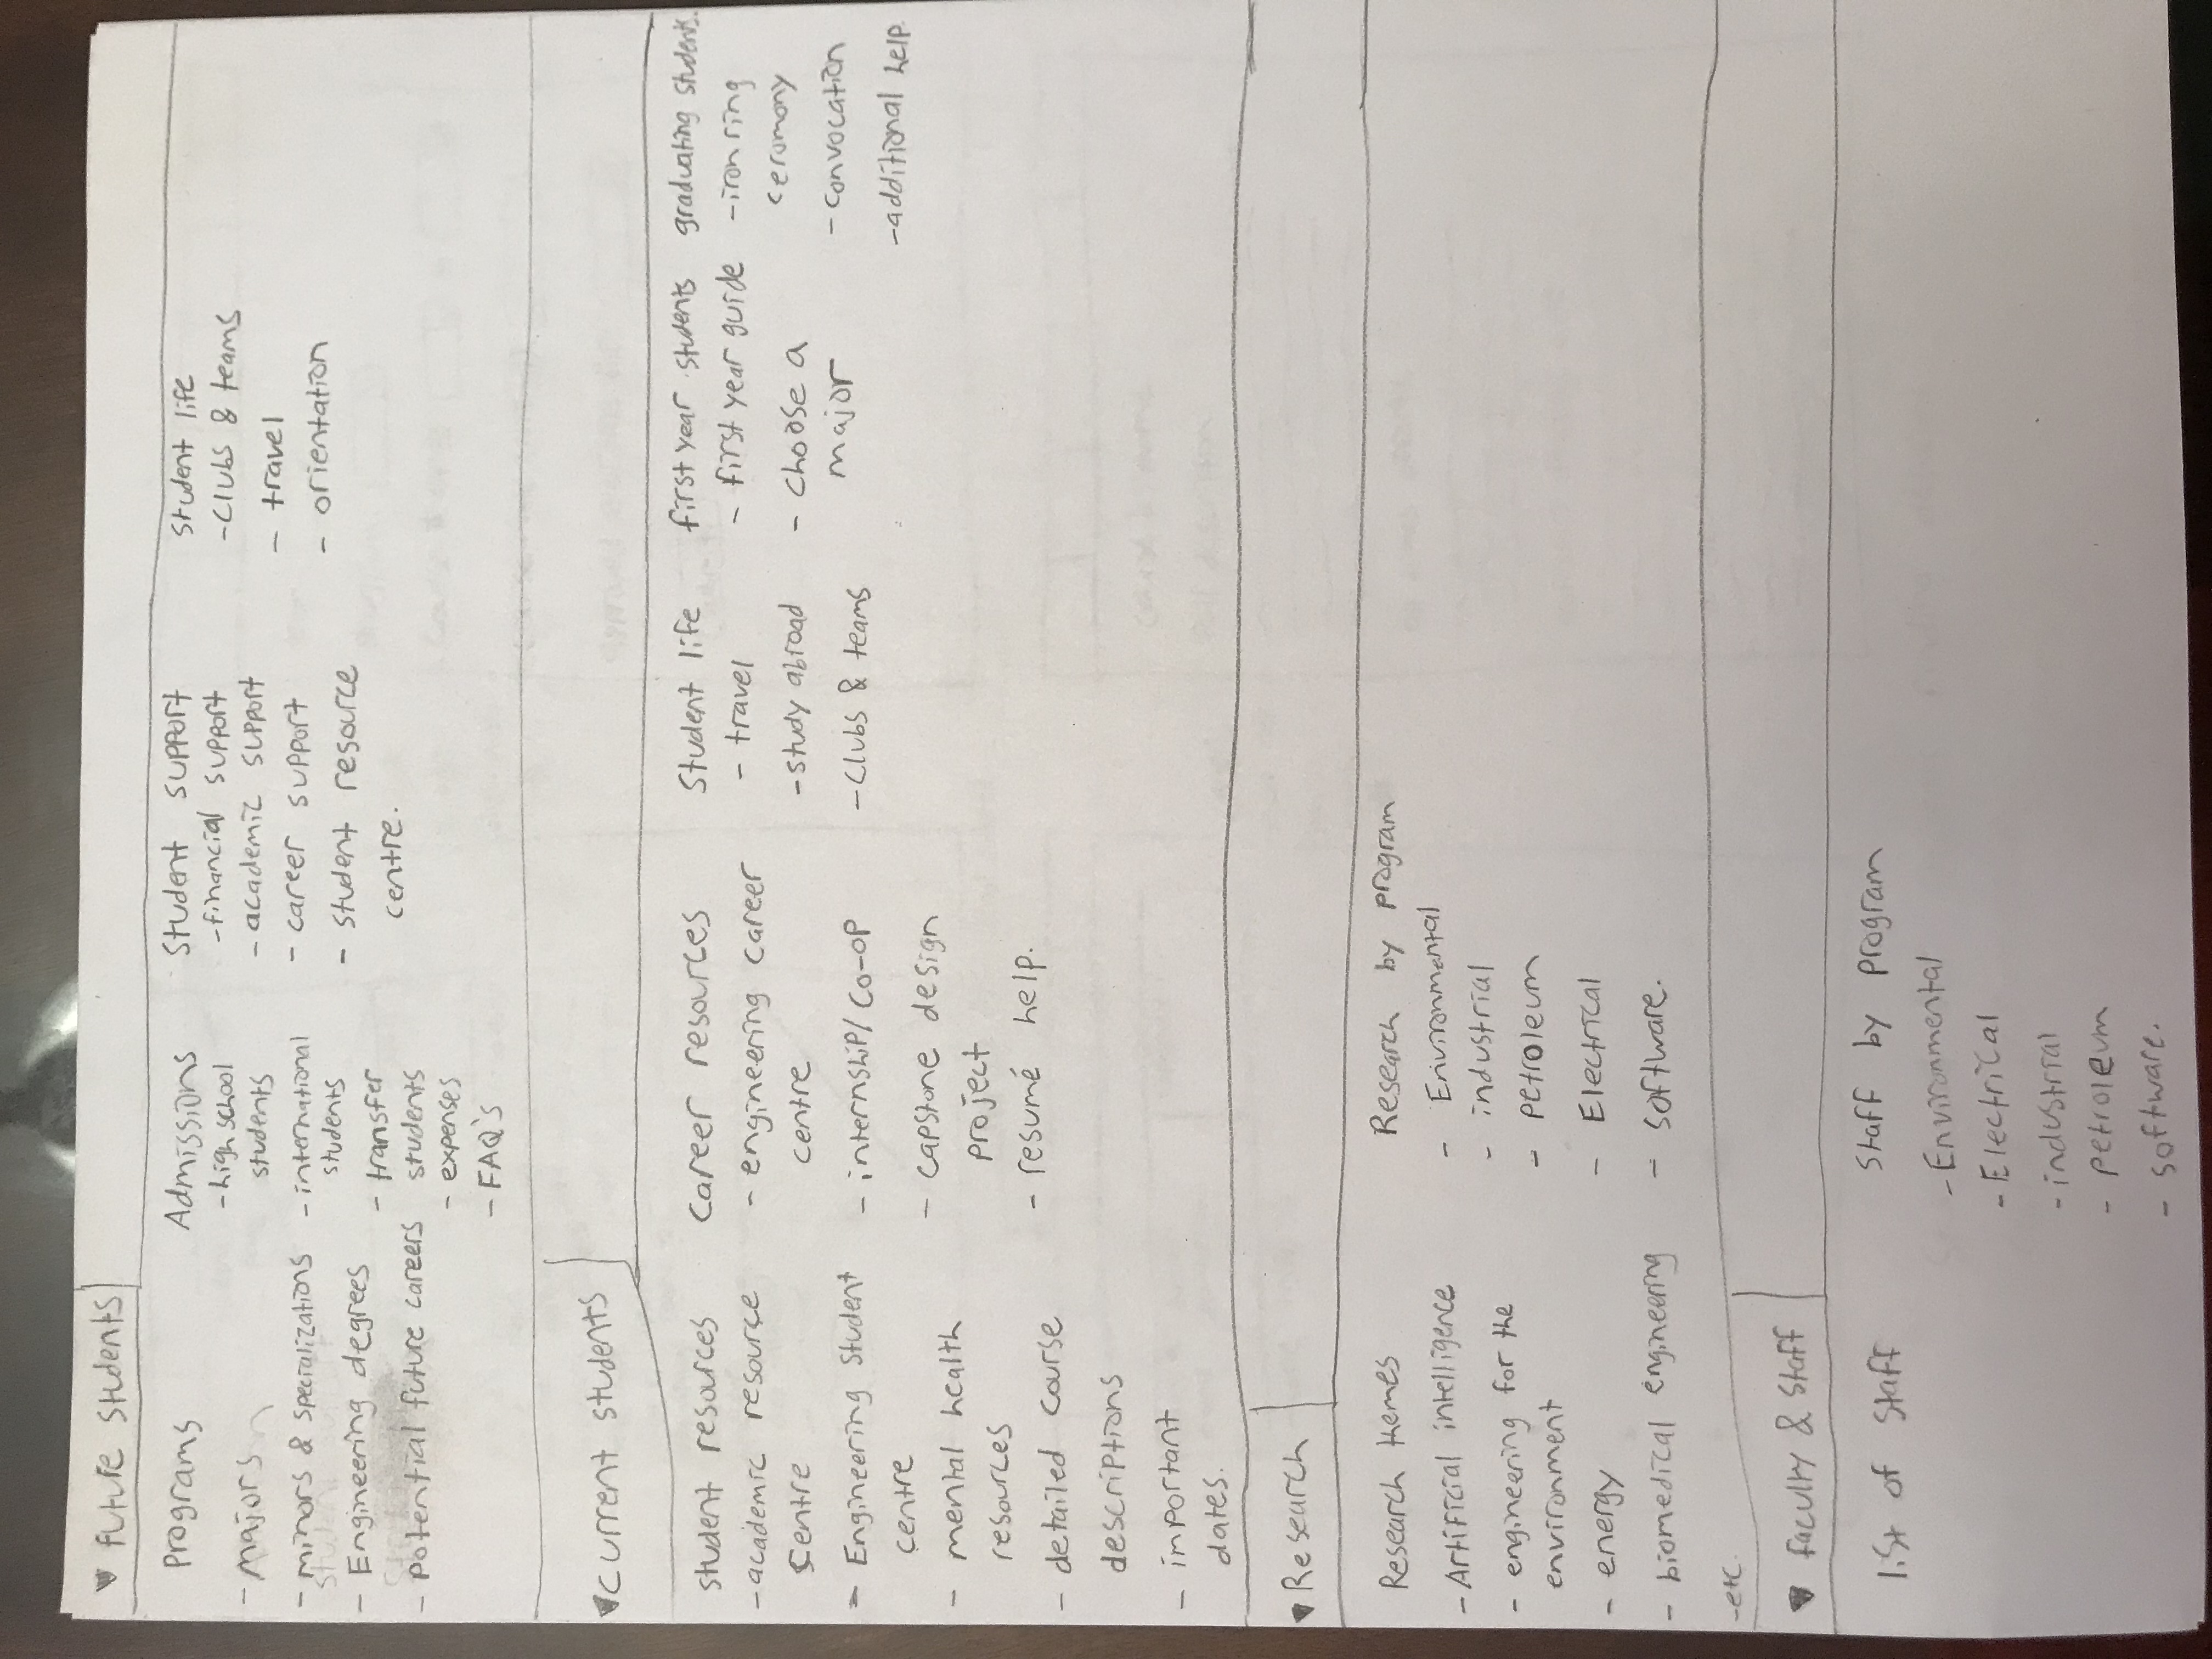 future students
Programs
- majors
- minors & specializations
- Engineering degrees
- Potential future careers
Admissions
- high school
students
- international
students
- transfer
students
- expenses
- FAQ's
Student support
- financial support
- academic support
- career support
- student resource
centre.
Student life
- Clubs & teams
- travel
- orientation
Current students
student resources
- academic resource
centre
- Engineering Student
centre
- mental health
resources
- detailed course
descriptions
- important
dates.
Career resources
- engineering career
centre
- internship/Co-op
- capstone design
project
- resumé help.
Student life
- travel
- study abroad
- Clubs & teams
first year students
- first year guide
- choose a
major
graduating students.
- iron ring
ceromony
- convocation
- additional help.
Research
Research themes
- Artificial intelligence
- engineering for the
environment
- energy
- biomedical engineering
- etc.
Research by program
- Environmental
- industrial
- petroleum
- Electrical
- software.
faculty & staff
list of staff
Staff by program
- Environmental
- Electrical
- industrial
- petroleum
- software.